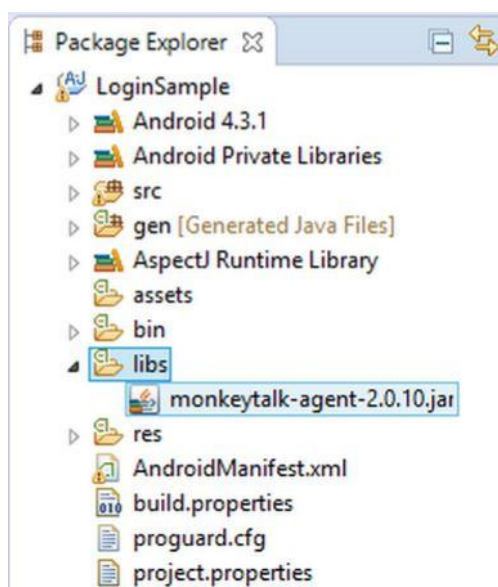 Package Explorer
LoginSample
Android 4.3.1
Android Private Libraries
src
gen [Generated Java Files]
AspectJ Runtime Library
assets
bin
libs
monkeytalk-agent-2.0.10.jar
res
AndroidManifest.xml
build.properties
proguard.cfg
project.properties